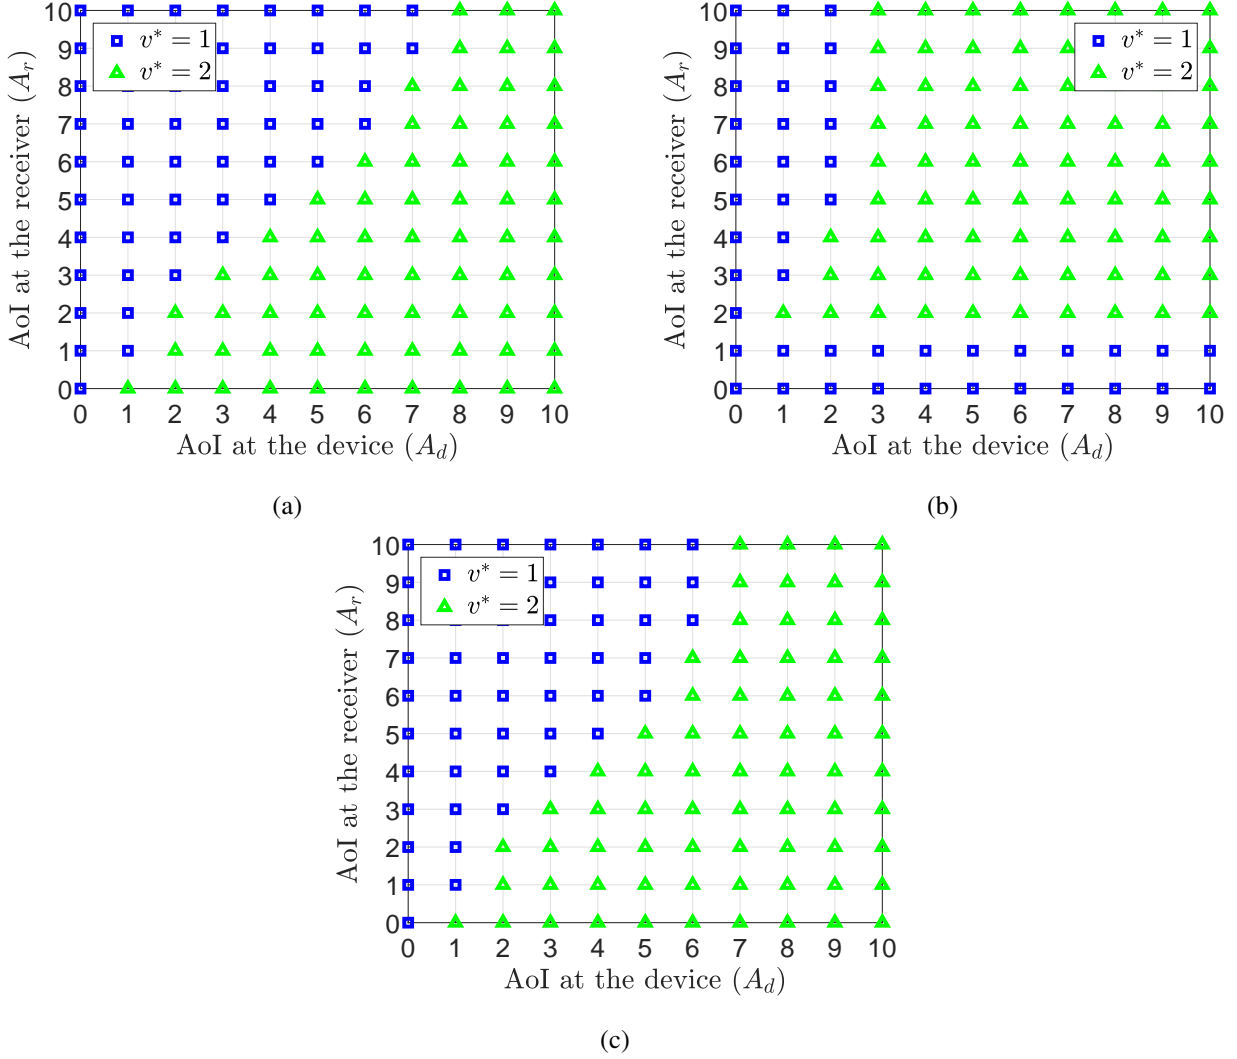 10
9
8
7
6
5
4
3
2
1
0
AoI at the receiver (A_r)
v* = 1
v* = 2
0 1 2 3 4 5 6 7 8 9 10
AoI at the device (A_d)
(a)
10
9
8
7
6
5
4
3
2
1
0
AoI at the receiver (A_r)
v* = 1
v* = 2
0 1 2 3 4 5 6 7 8 9 10
AoI at the device (A_d)
(b)
10
9
8
7
6
5
4
3
2
1
0
AoI at the receiver (A_r)
v* = 1
v* = 2
0 1 2 3 4 5 6 7 8 9 10
AoI at the device (A_d)
(c)